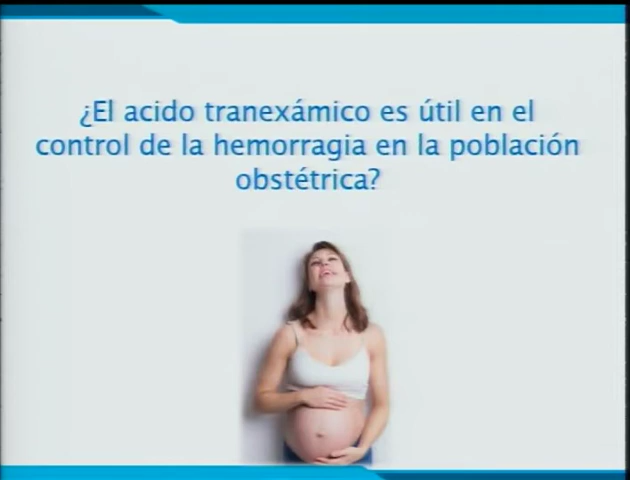 ¿El acido tranexámico es útil en el
control de la hemorragia en la población
obstétrica?